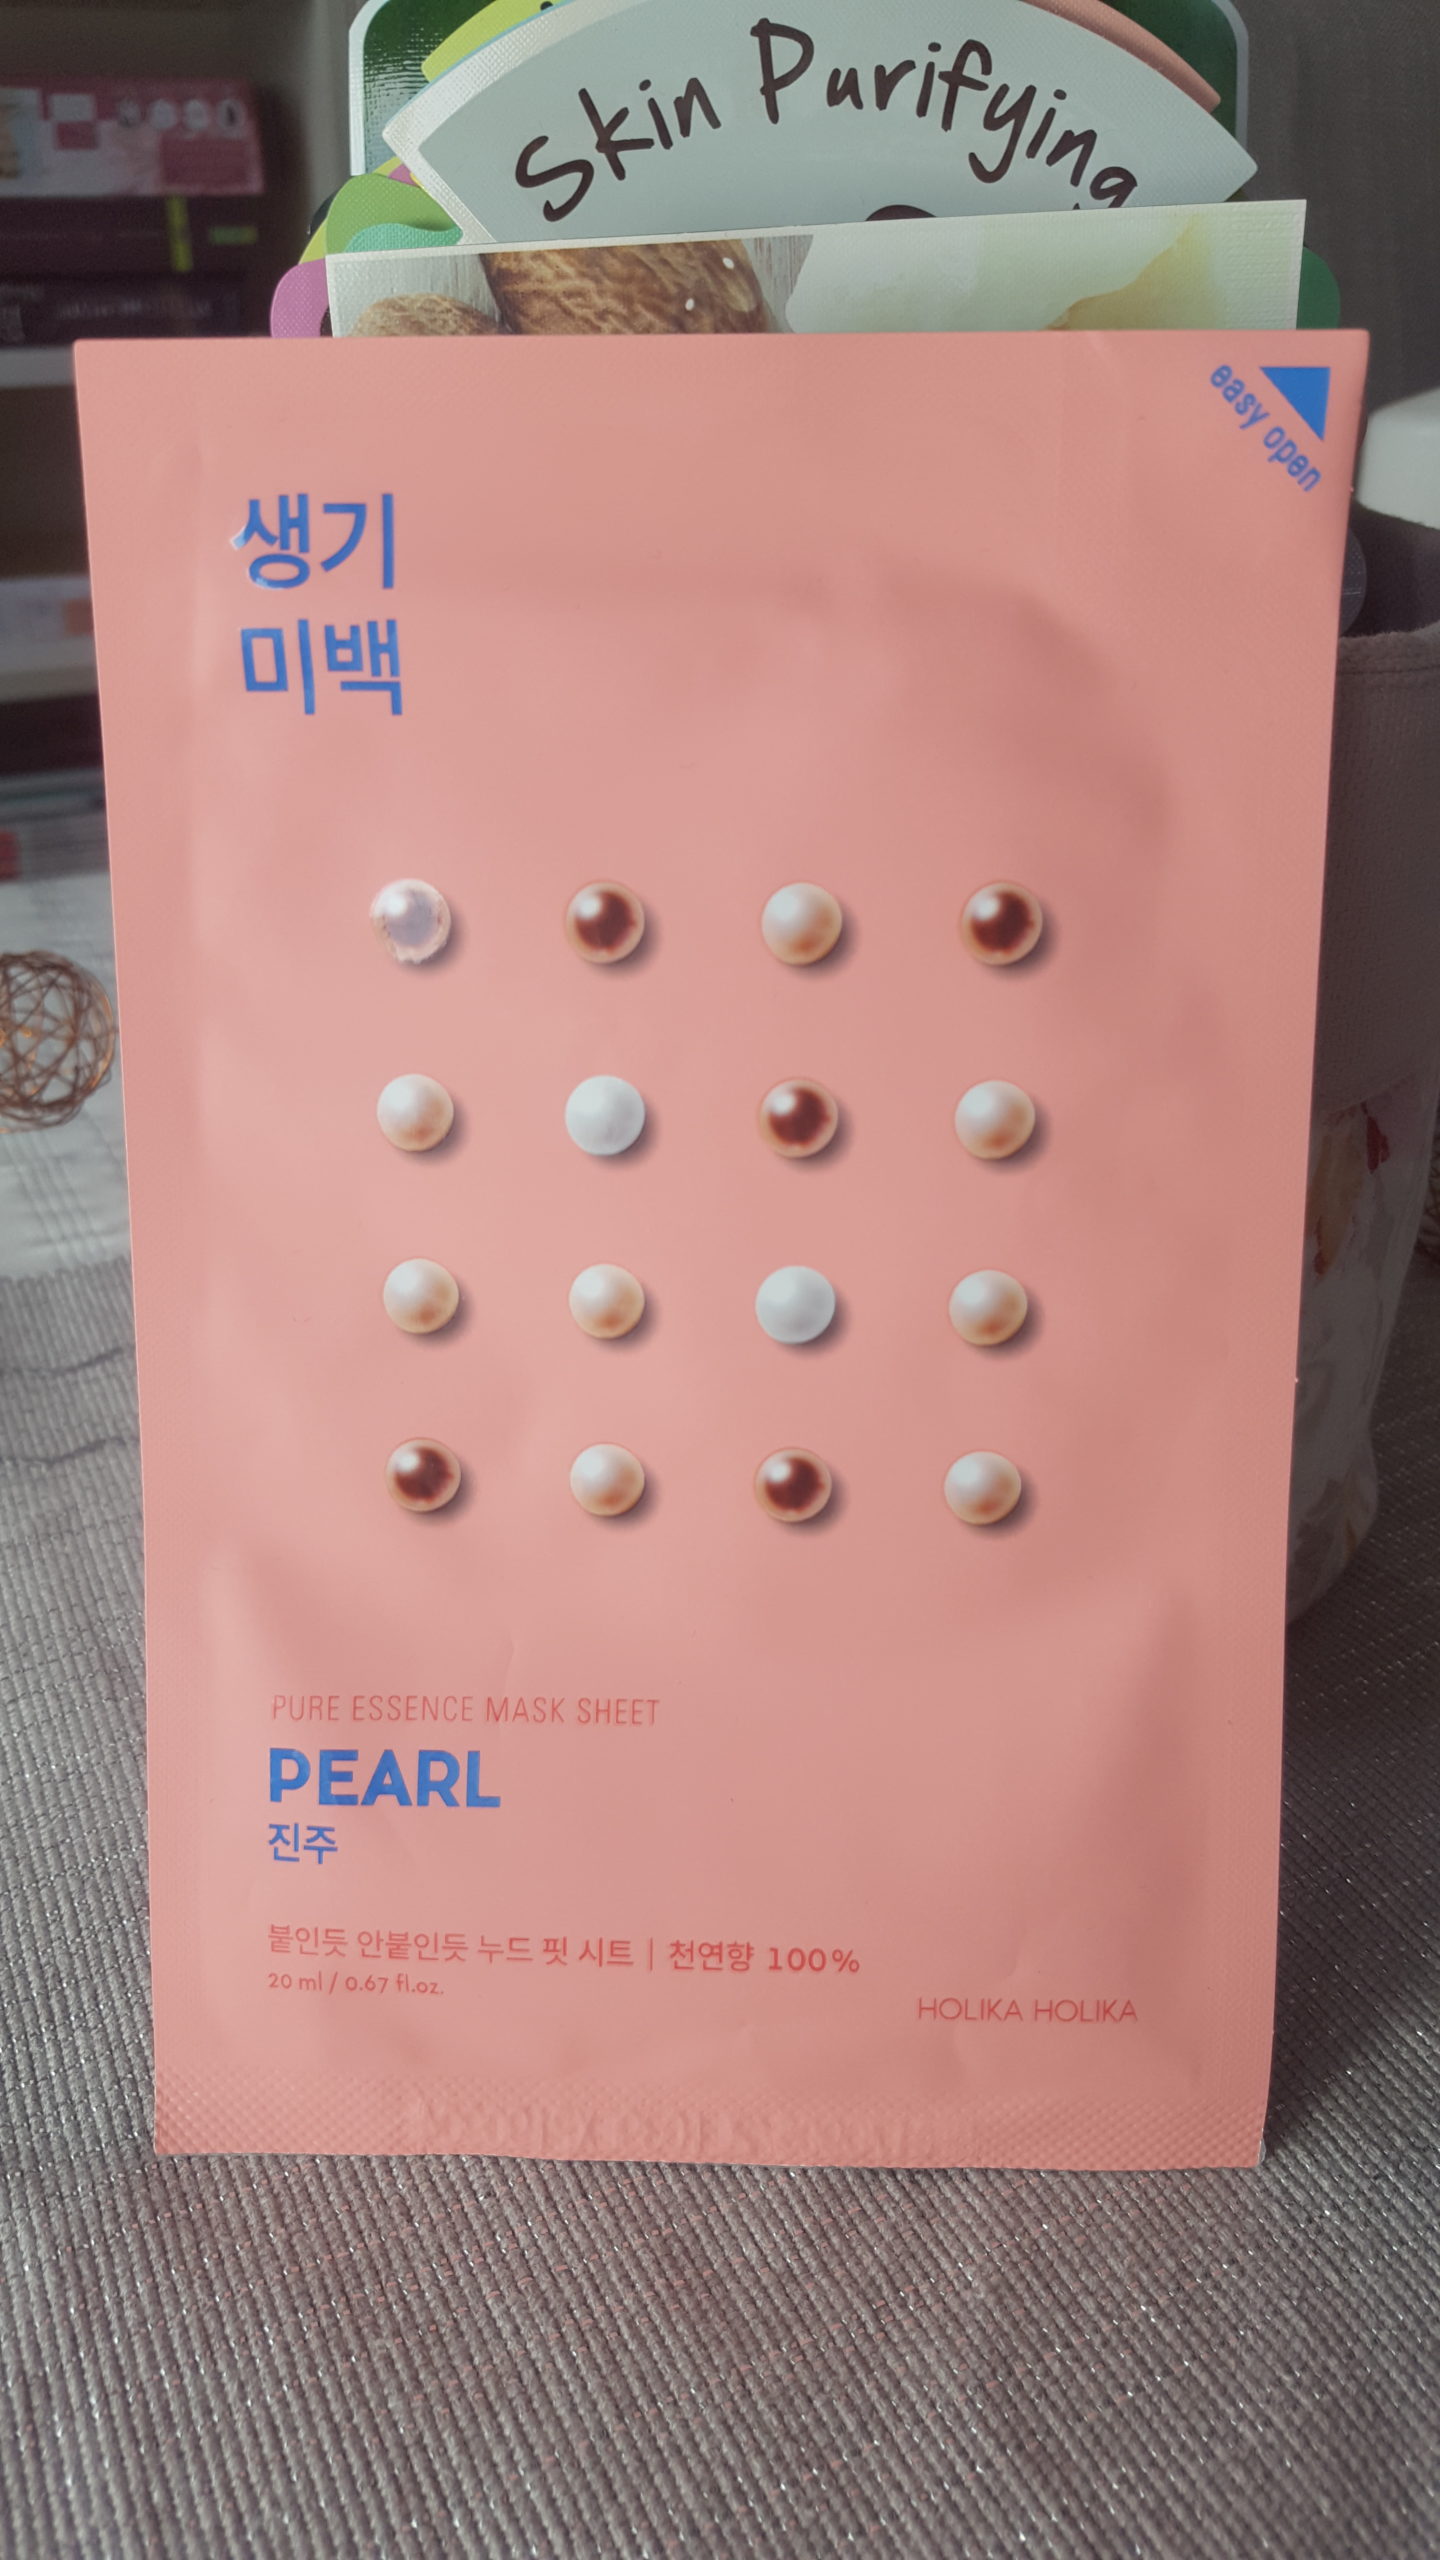 Skin Purifying
easy open
생기
미백
PURE ESSENCE MASK SHEET
PEARL
진주
붙인듯 안붙인듯 누드 핏 시트 | 천연향 100%
20 ml / 0.67 fl.oz.
HOLIKA HOLIKA